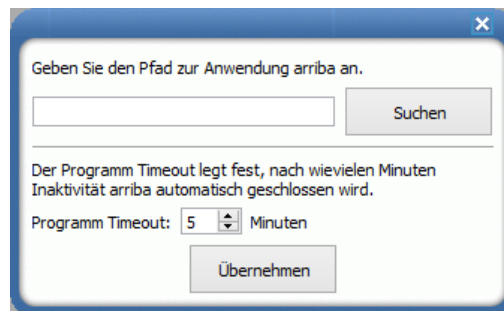 Geben Sie den Pfad zur Anwendung arriba an.
Suchen
Der Programm Timeout legt fest, nach wievielen Minuten
Inaktivität arriba automatisch geschlossen wird.
Programm Timeout: 5 Minuten
Übernehmen